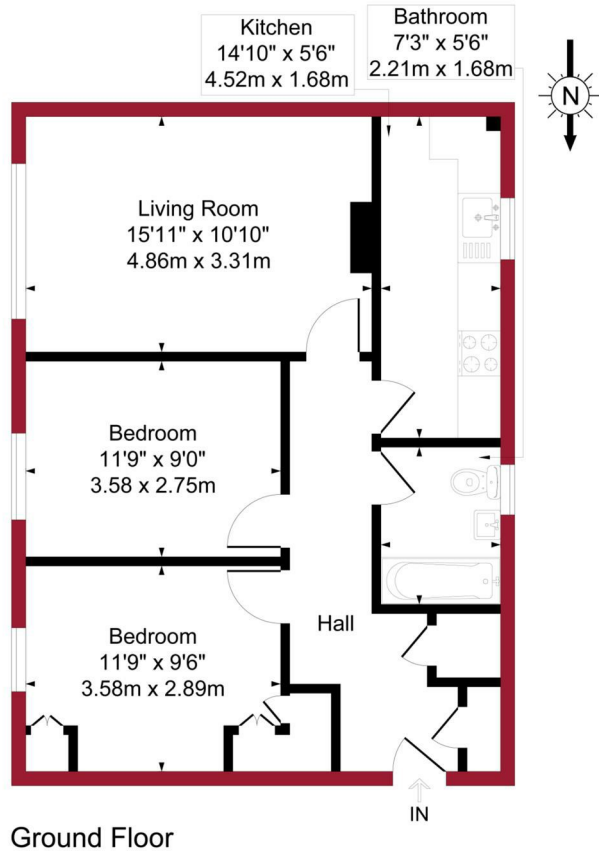 Kitchen
14'10" x 5'6"
4.52m x 1.68m
Bathroom
7'3" x 5'6"
2.21m x 1.68m
N
Living Room
15'11" x 10'10"
4.86m x 3.31m
Bedroom
11'9" x 9'0"
3.58 x 2.75m
Bedroom
11'9" x 9'6"
3.58m x 2.89m
Hall
IN
Ground Floor